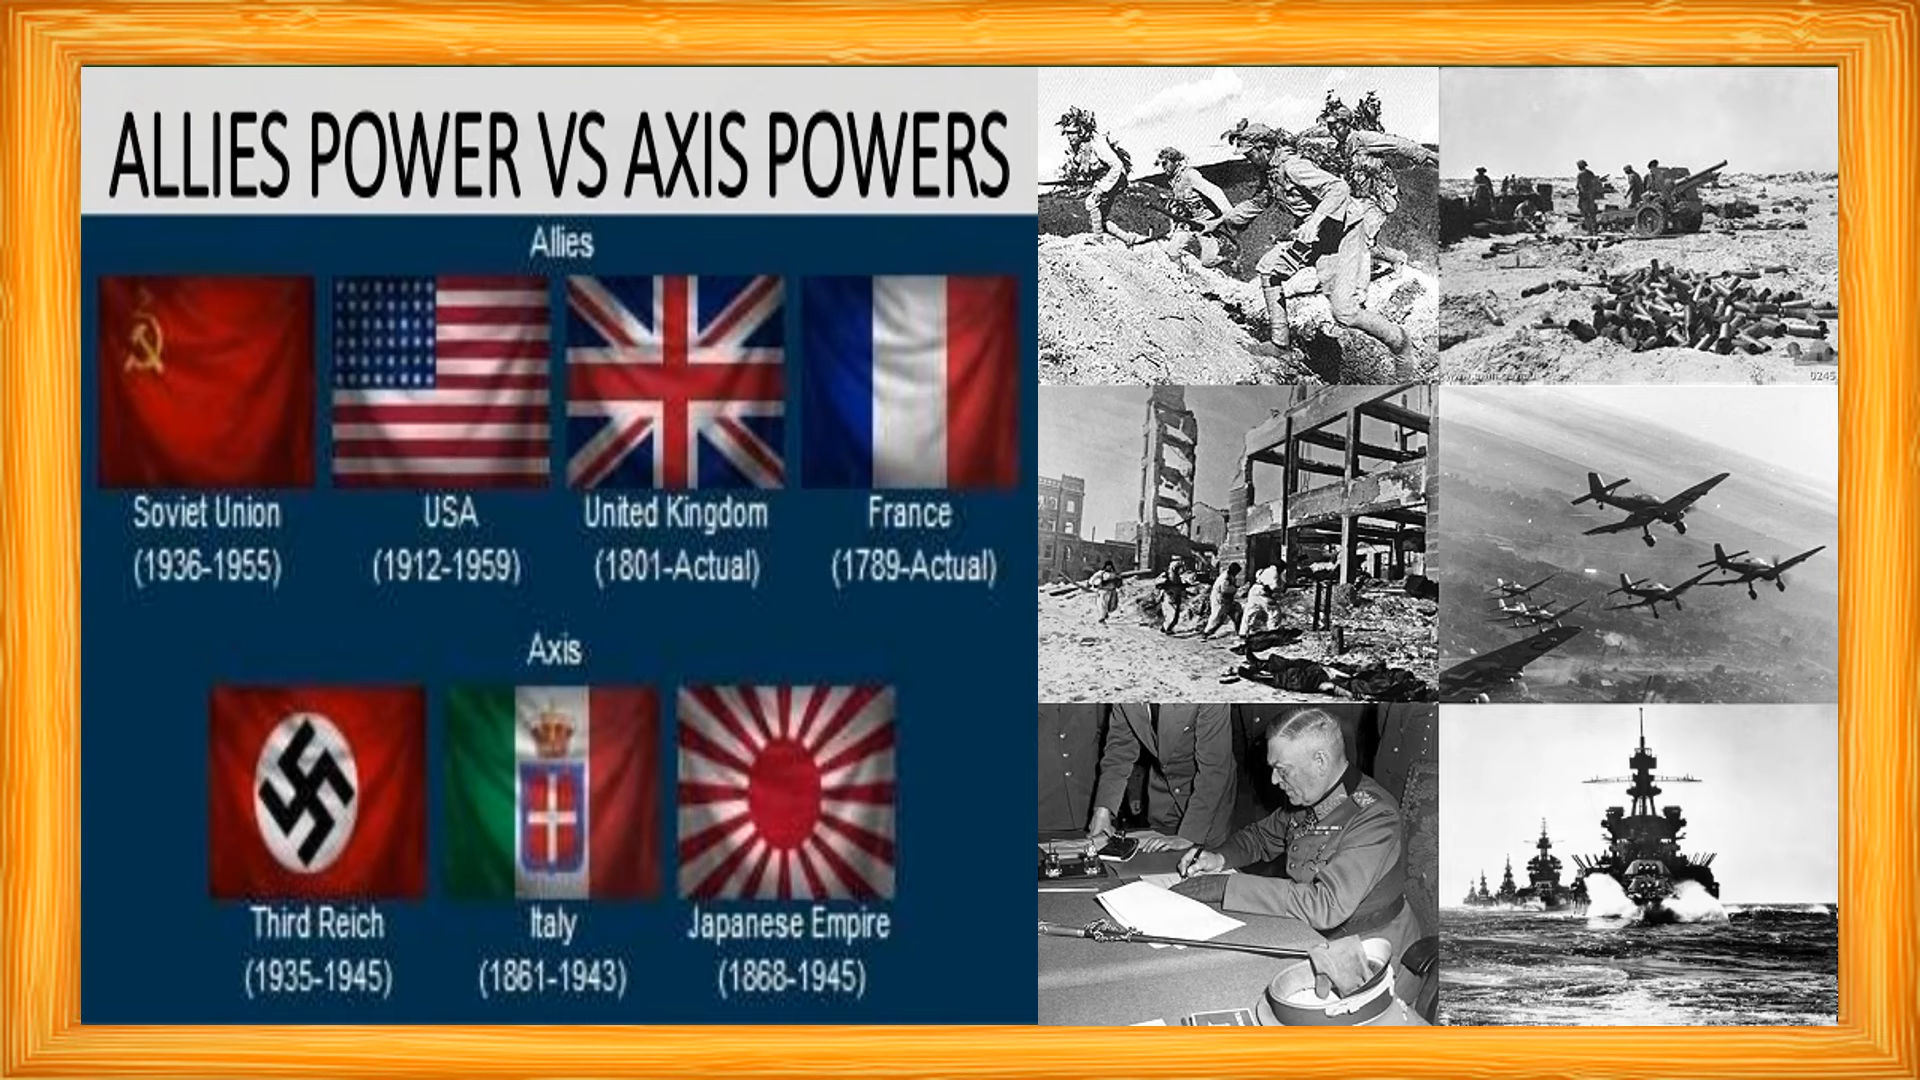 ALLIES POWER VS AXIS POWERS
Allies
Soviet Union
(1936-1955)
USA
(1912-1959)
United Kingdom
(1801-Actual)
France
(1789-Actual)
Axis
Third Reich
(1935-1945)
Italy
(1861-1943)
Japanese Empire
(1868-1945)
0245